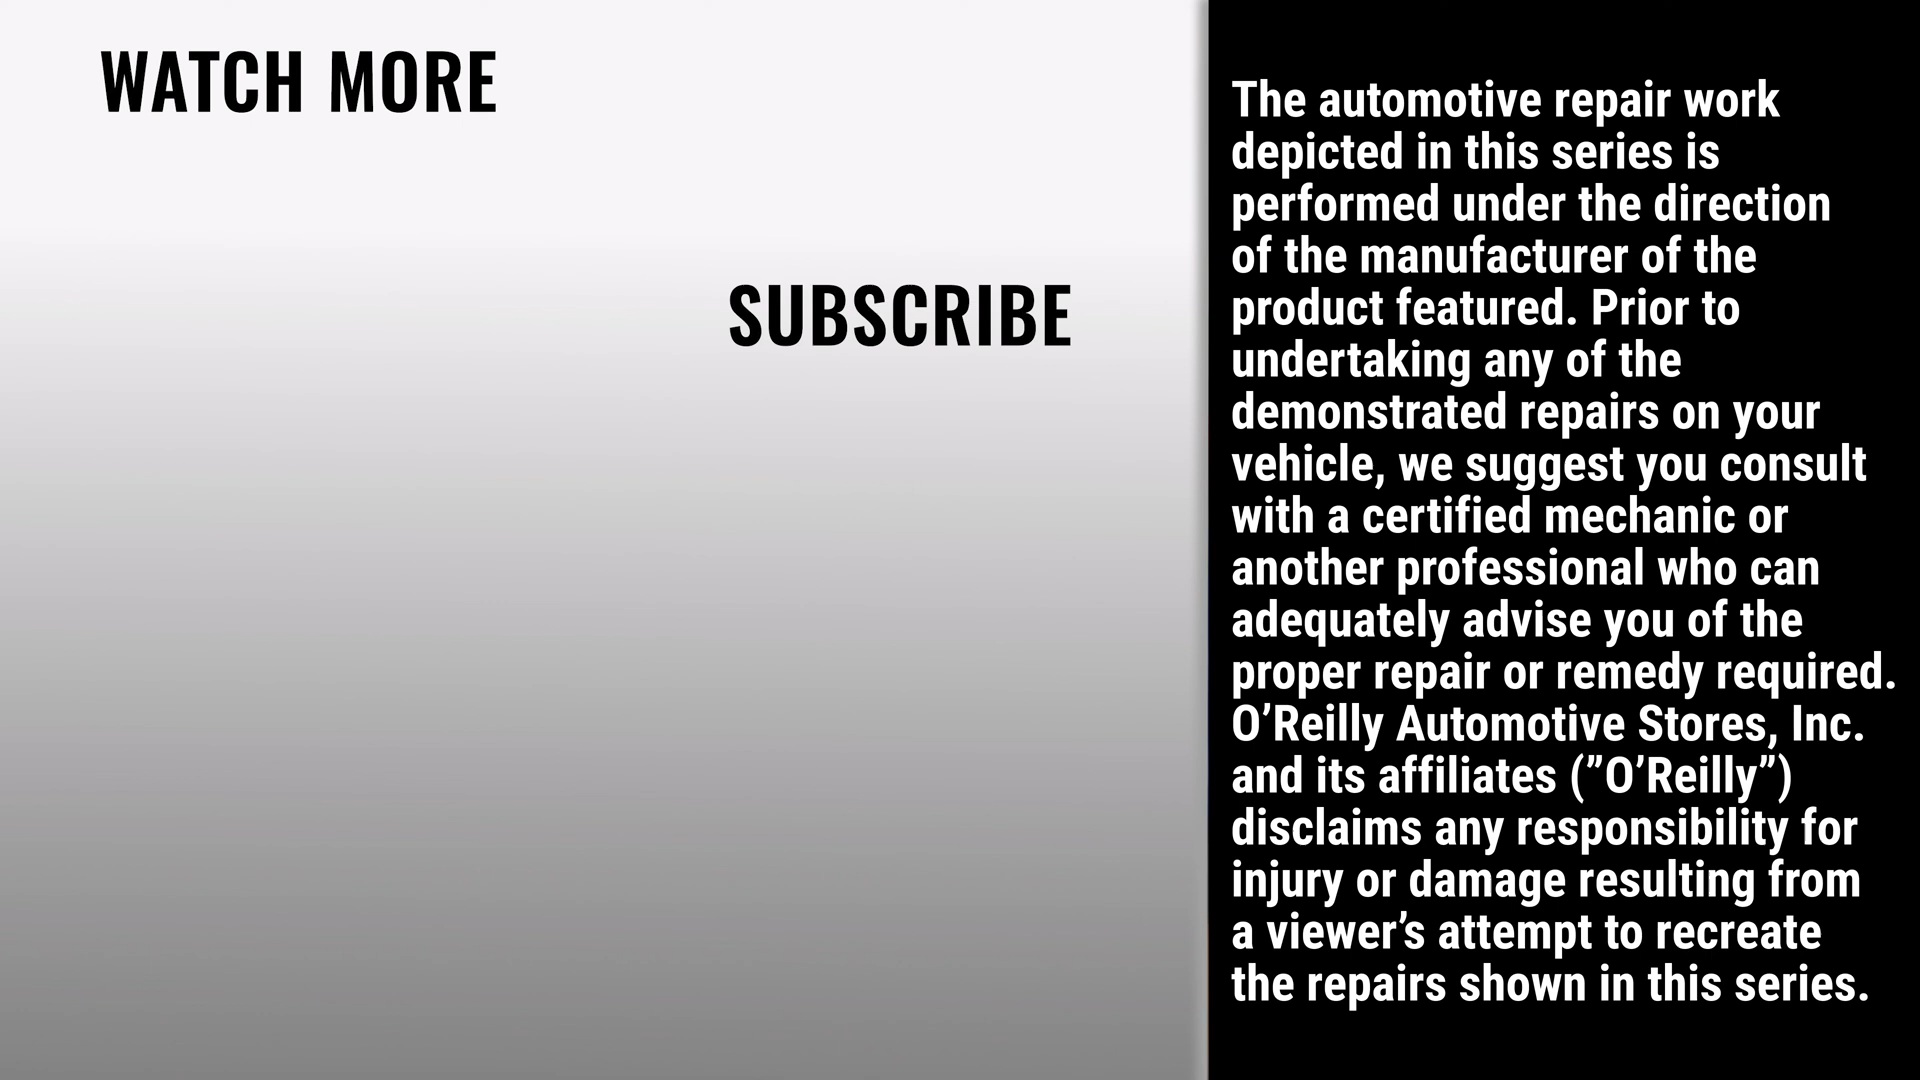 WATCH MORE
SUBSCRIBE
The automotive repair work
depicted in this series is
performed under the direction
of the manufacturer of the
product featured. Prior to
undertaking any of the
demonstrated repairs on your
vehicle, we suggest you consult
with a certified mechanic or
another professional who can
adequately advise you of the
proper repair or remedy required.
O’Reilly Automotive Stores, Inc.
and its affiliates (”O’Reilly”)
disclaims any responsibility for
injury or damage resulting from
a viewer’s attempt to recreate
the repairs shown in this series.